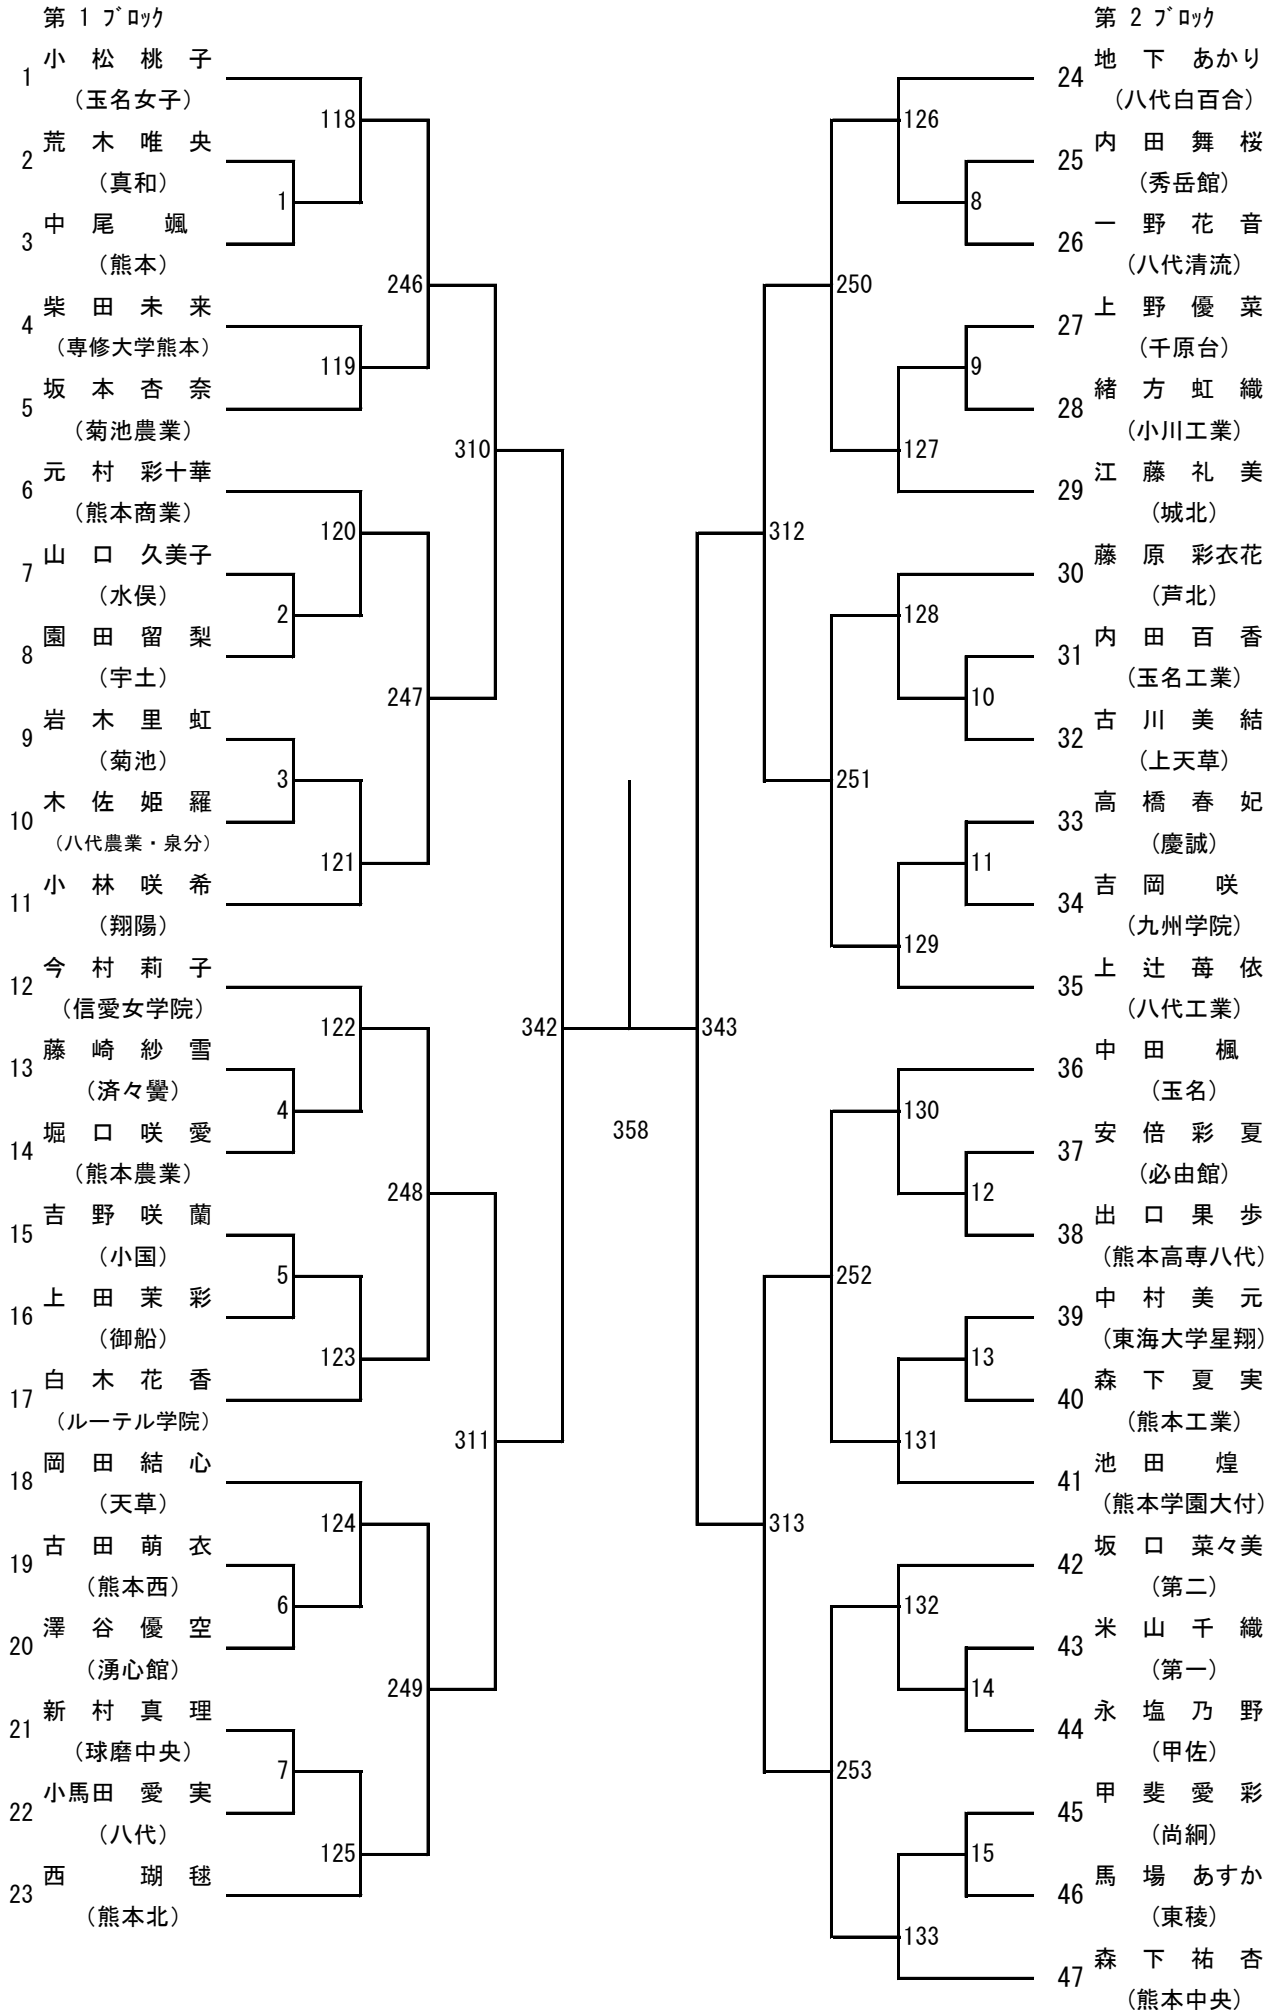 第 1 ﾌﾞﾛｯｸ
1 小 松 桃 子
(玉名女子)
2 荒 木 唯 央
(真和)
3 中 尾 颯
(熊本)
4 柴 田 未 来
(専修大学熊本)
5 坂 本 杏 奈
(菊池農業)
6 元 村 彩十華
(熊本商業)
7 山 口 久美子
(水俣)
8 園 田 留 梨
(宇土)
9 岩 木 里 虹
(菊池)
10 木 佐 姫 羅
(八代農業・泉分)
11 小 林 咲 希
(翔陽)
12 今 村 莉 子
(信愛女学院)
13 藤 崎 紗 雪
(済々黌)
14 堀 口 咲 愛
(熊本農業)
15 吉 野 咲 蘭
(小国)
16 上 田 茉 彩
(御船)
17 白 木 花 香
(ルーテル学院)
18 岡 田 結 心
(天草)
19 古 田 萌 衣
(熊本西)
20 澤 谷 優 空
(湧心館)
21 新 村 真 理
(球磨中央)
22 小馬田 愛 実
(八代)
23 西 瑚 毬
(熊本北)
1
2
3
4
5
6
7
118
119
120
121
122
123
124
125
246
247
248
249
310
311
342
358
343
312
313
250
251
252
253
126
127
128
129
130
131
132
133
8
9
10
11
12
13
14
15
第 2 ﾌﾞﾛｯｸ
24 地 下 あかり
(八代白百合)
25 内 田 舞 桜
(秀岳館)
26 一 野 花 音
(八代清流)
27 上 野 優 菜
(千原台)
28 緒 方 虹 織
(小川工業)
29 江 藤 礼 美
(城北)
30 藤 原 彩衣花
(芦北)
31 内 田 百 香
(玉名工業)
32 古 川 美 結
(上天草)
33 高 橋 春 妃
(慶誠)
34 吉 岡 咲
(九州学院)
35 上 辻 苺 依
(八代工業)
36 中 田 楓
(玉名)
37 安 倍 彩 夏
(必由館)
38 出 口 果 歩
(熊本高専八代)
39 中 村 美 元
(東海大学星翔)
40 森 下 夏 実
(熊本工業)
41 池 田 煌
(熊本学園大付)
42 坂 口 菜々美
(第二)
43 米 山 千 織
(第一)
44 永 塩 乃 野
(甲佐)
45 甲 斐 愛 彩
(尚絅)
46 馬 場 あすか
(東稜)
47 森 下 祐 杏
(熊本中央)